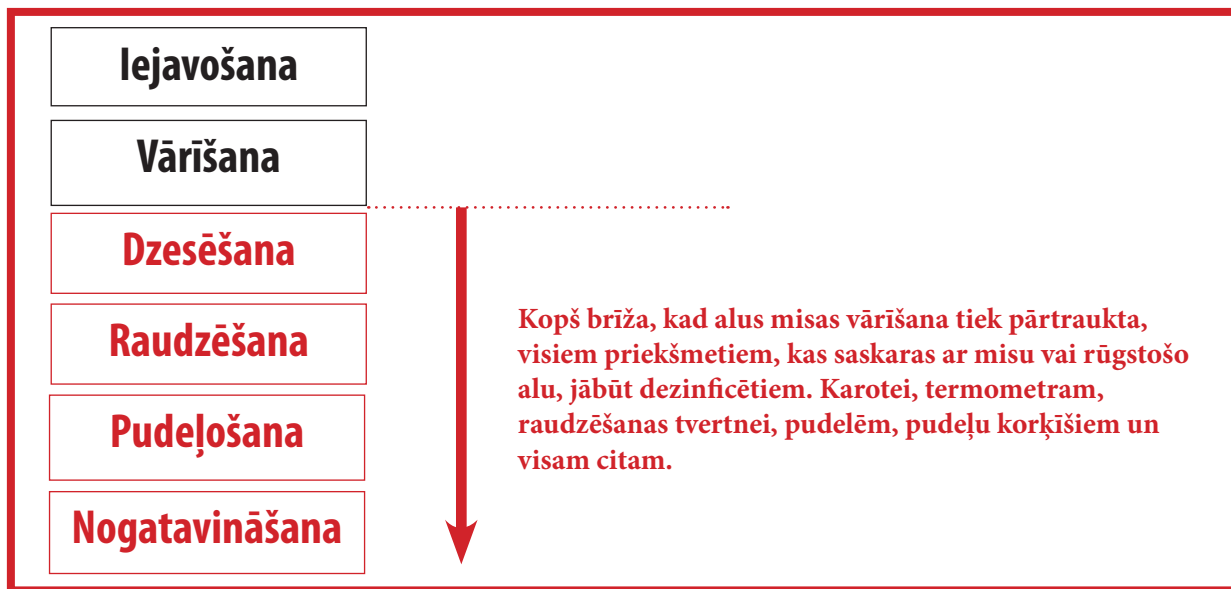 Iejavošana
Vārīšana
Dzesēšana
Raudzēšana
Pudeļošana
Nogatavināšana
Kopš brīža, kad alus misas vārīšana tiek pārtraukta,
visiem priekšmetiem, kas saskaras ar misu vai rūgstošo
alu, jābūt dezinficētiem. Karotei, termometram,
raudzēšanas tvertnei, pudelēm, pudeļu korķīšiem un
visam citam.